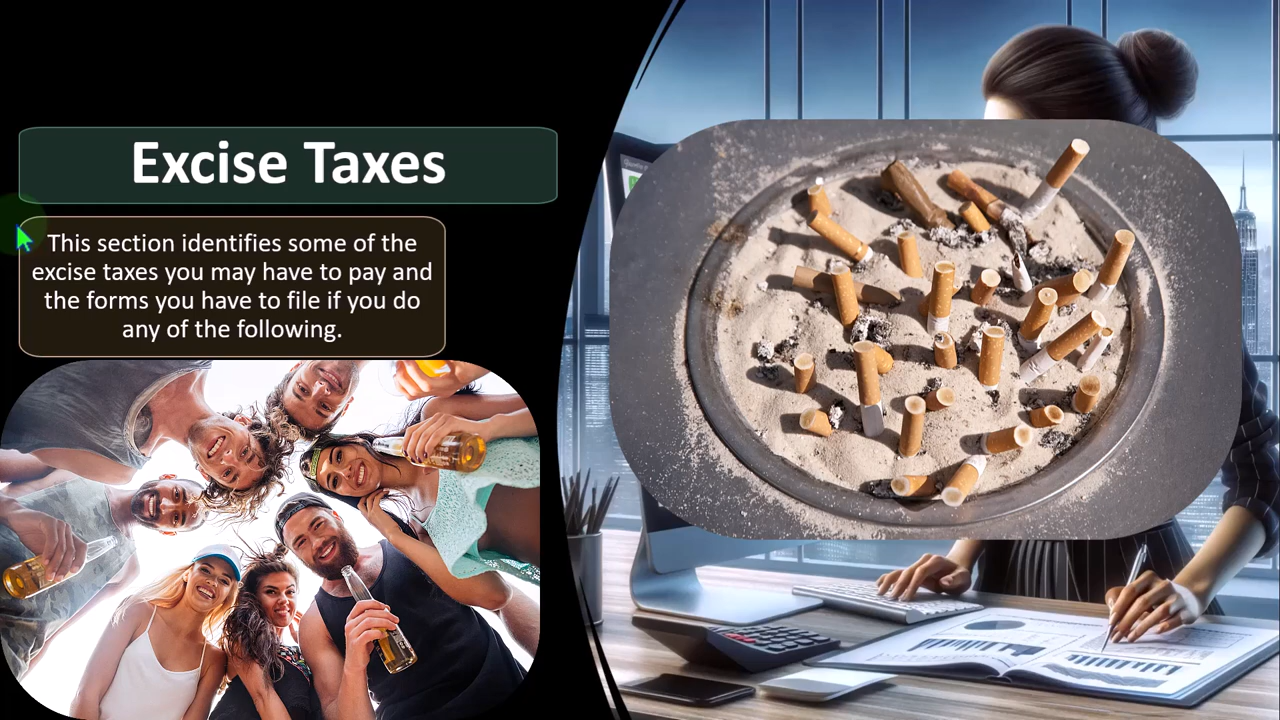 Excise Taxes
This section identifies some of the
excise taxes you may have to pay and
the forms you have to file if you do
any of the following.